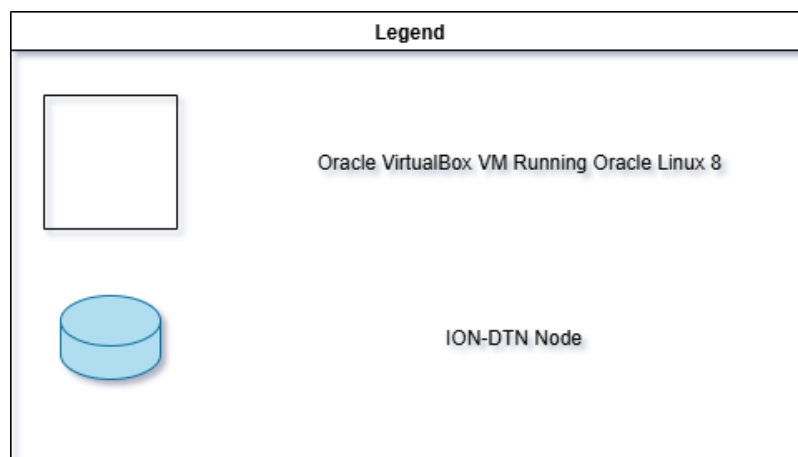 Legend
Oracle VirtualBox VM Running Oracle Linux 8
ION-DTN Node